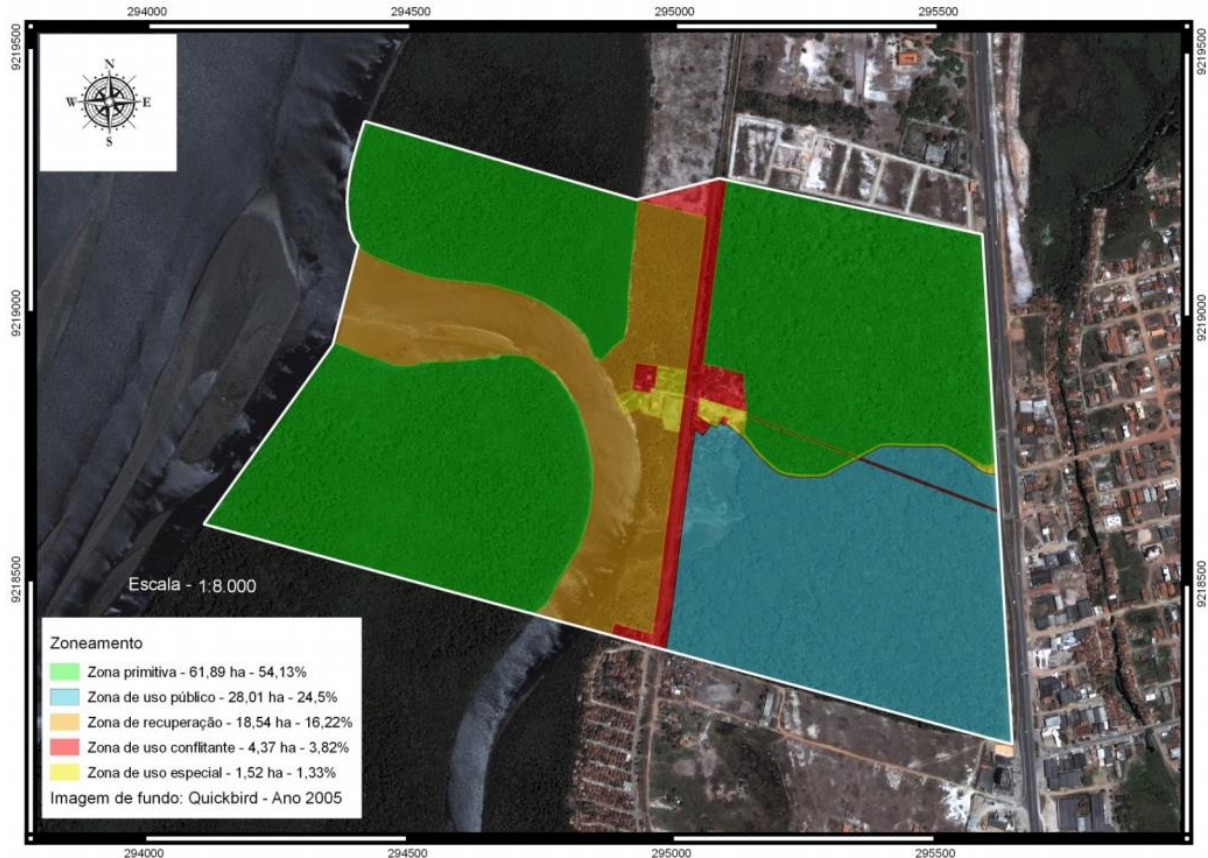 294000 294500 295000 295500
9219500 9219500
N
W E
S
9219000 9219000
9218500 9218500
Escala - 1:8.000
Zoneamento
Zona primitiva - 61,89 ha - 54,13%
Zona de uso público - 28,01 ha - 24,5%
Zona de recuperação - 18,54 ha - 16,22%
Zona de uso conflitante - 4,37 ha - 3,82%
Zona de uso especial - 1,52 ha - 1,33%
Imagem de fundo: Quickbird - Ano 2005
294000 294500 295000 295500